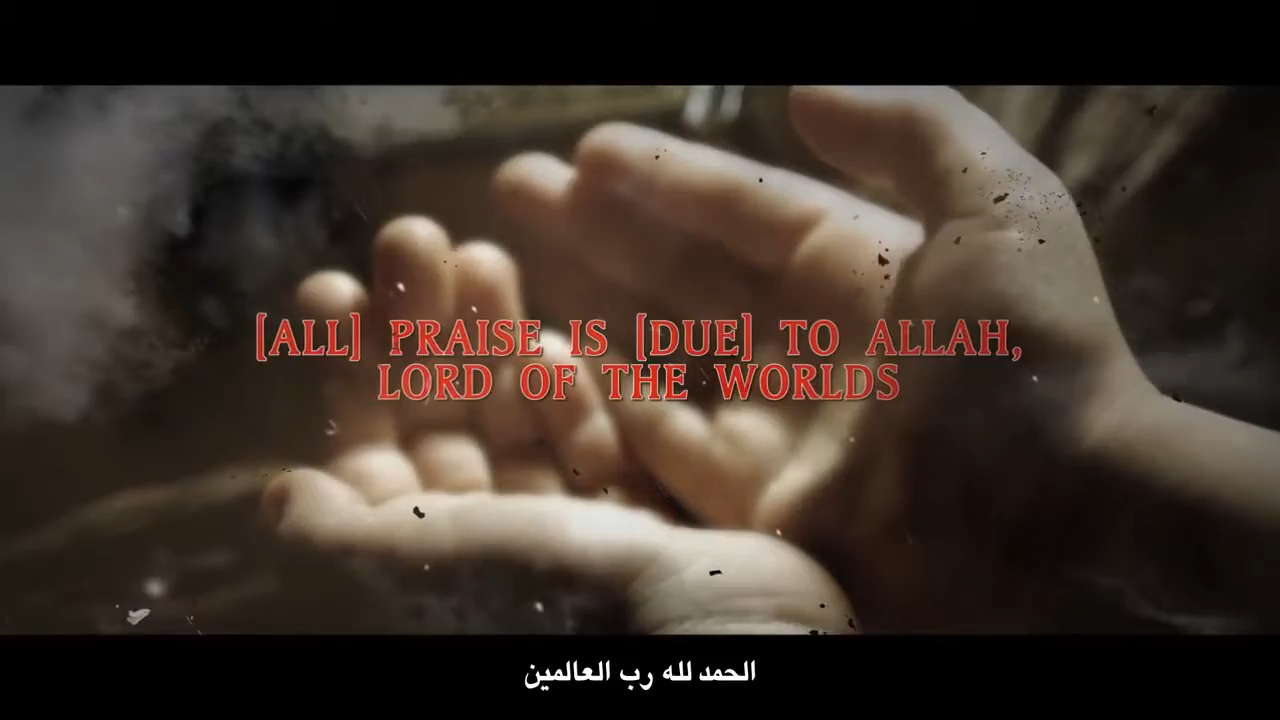 [ALL] PRAISE IS [DUE] TO ALLAH,
LORD OF THE WORLDS
الحمد لله رب العالمين